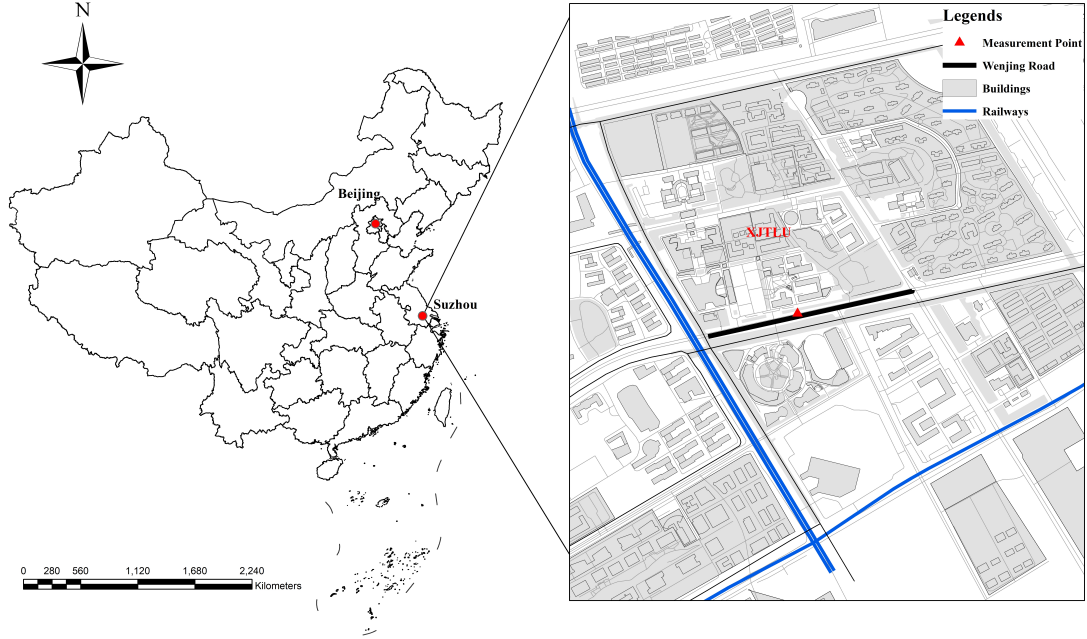 N
Beijing
Suzhou
0 280 560 1,120 1,680 2,240
Kilometers
Legends
Measurement Point
Wenjing Road
Buildings
Railways
XJTLU